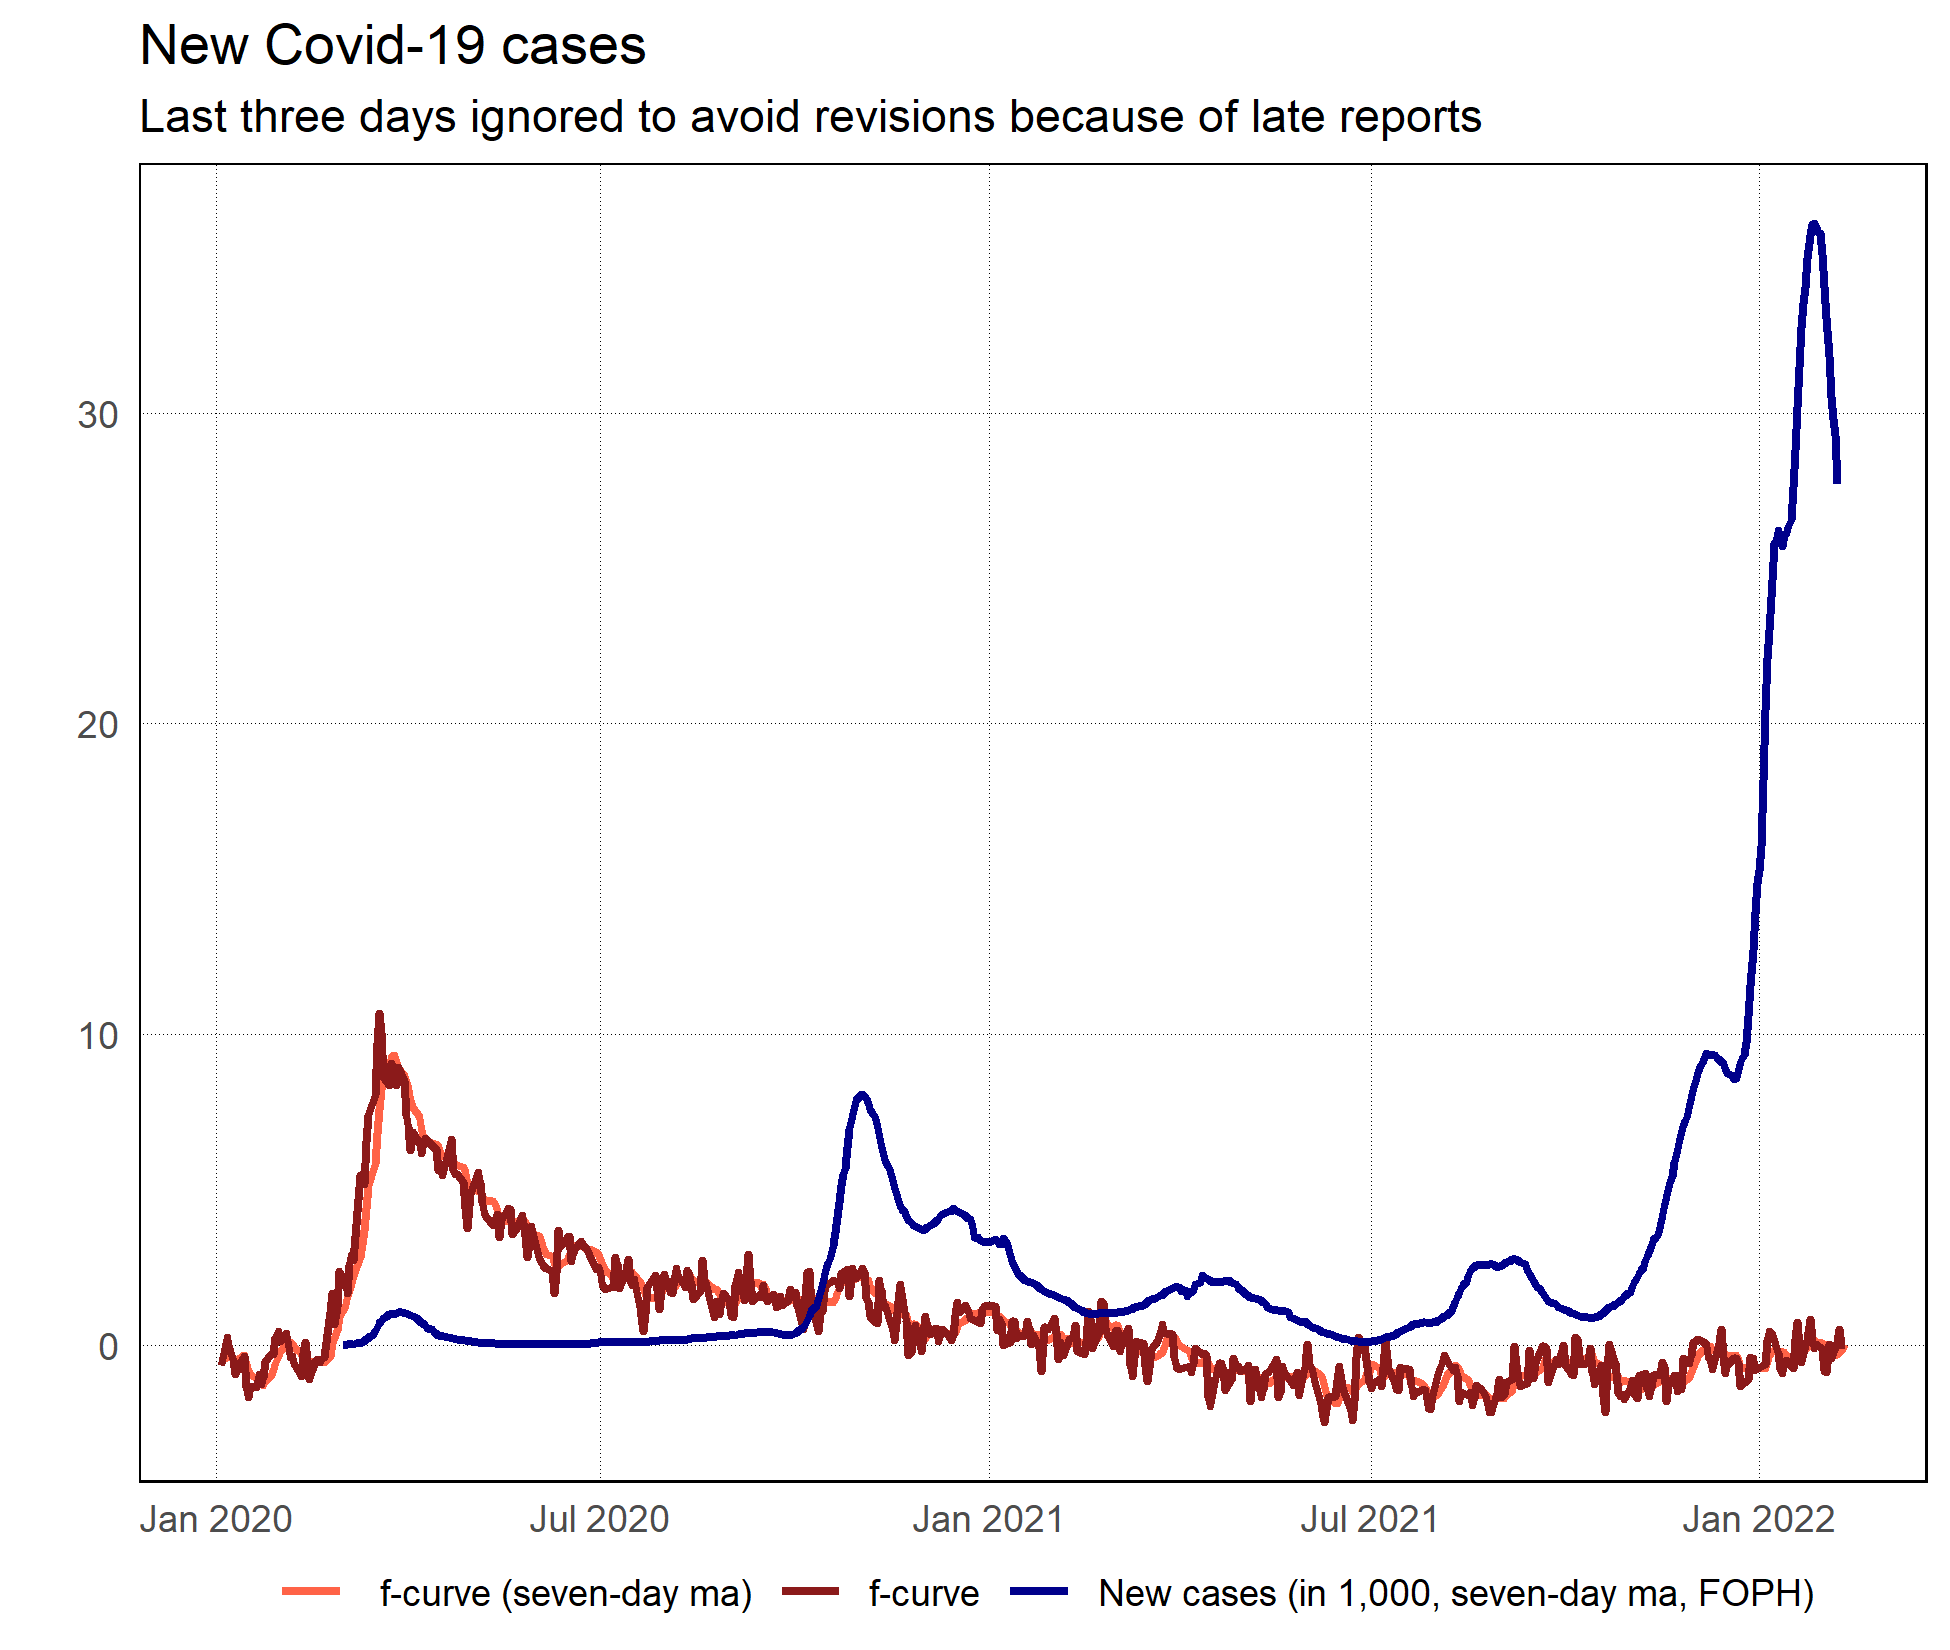 New Covid-19 cases
Last three days ignored to avoid revisions because of late reports
30
20
10
0
Jan 2020 Jul 2020 Jan 2021 Jul 2021 Jan 2022
f-curve (seven-day ma) f-curve New cases (in 1,000, seven-day ma, FOPH)